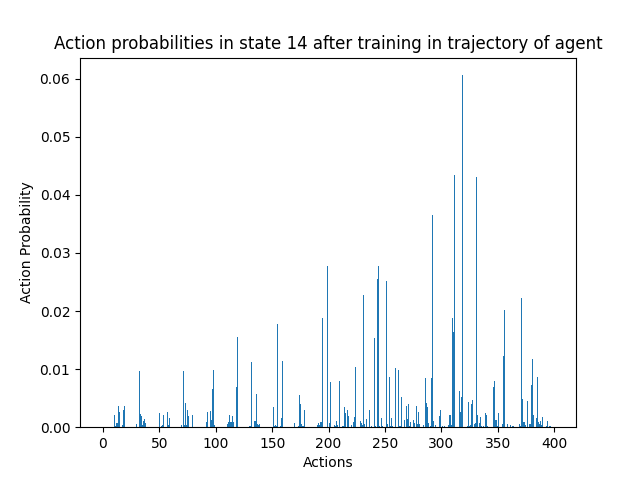 Action probabilities in state 14 after training in trajectory of agent
0.06
0.05
0.04
0.03
0.02
0.01
0.00
Action Probability
0 50 100 150 200 250 300 350 400
Actions